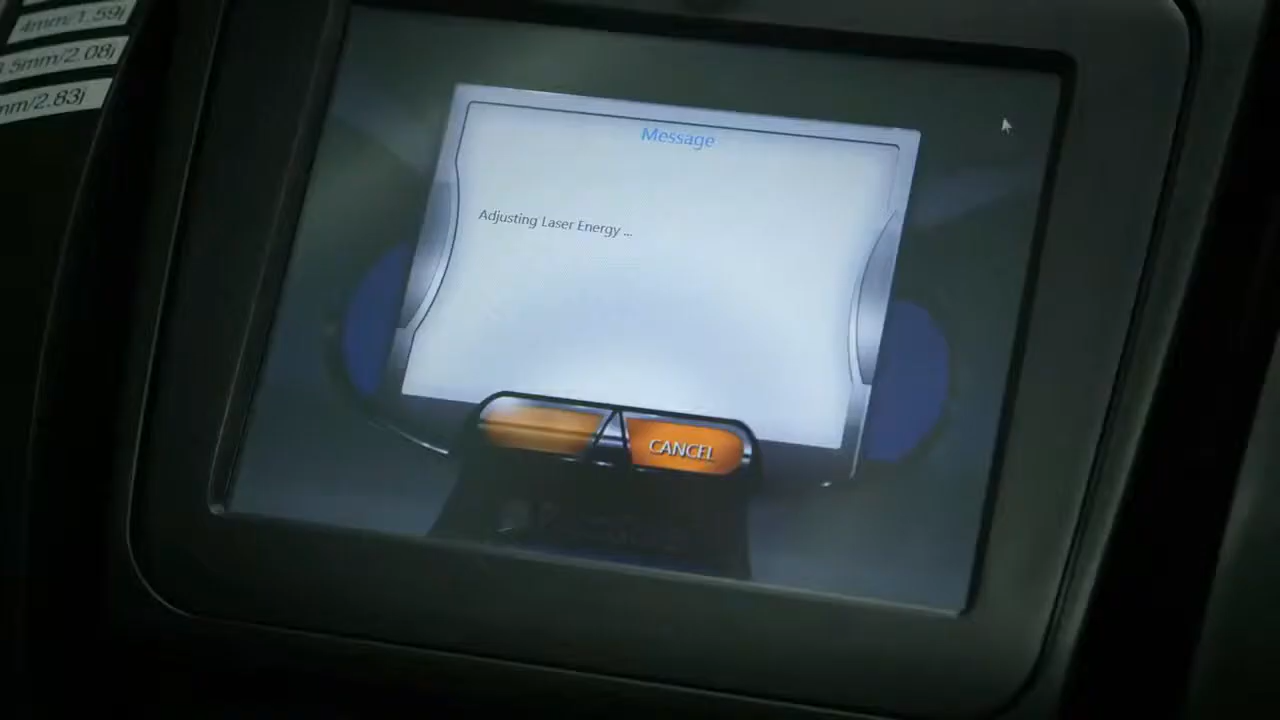 4mm/1.59j
5mm/2.08j
mm/2.83j
Message
Adjusting Laser Energy ...
CANCEL